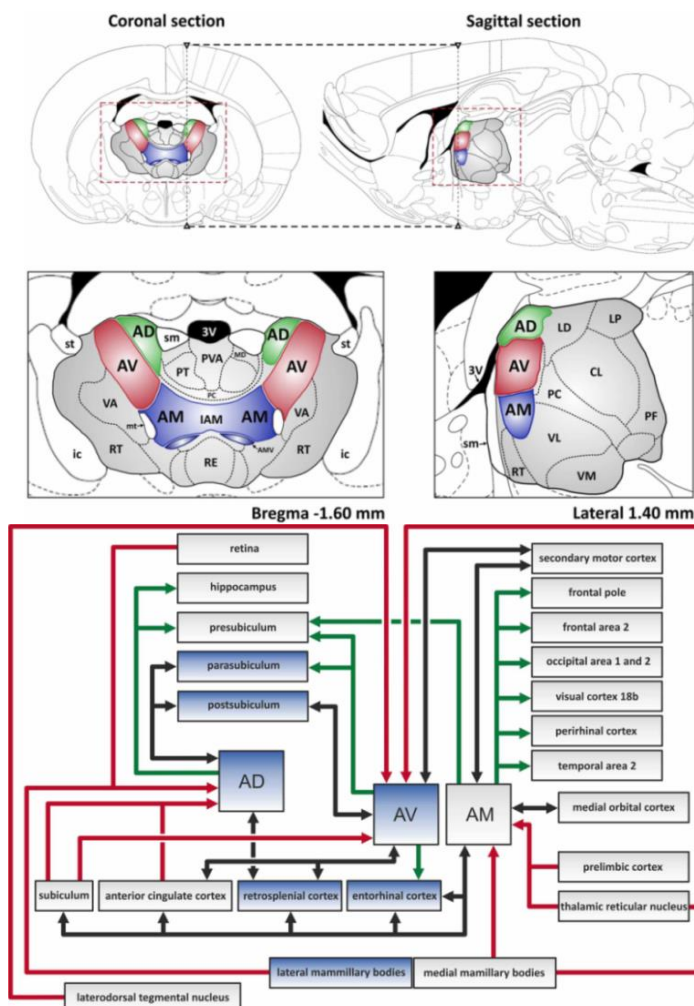 Coronal section
Sagittal section
AD
AD
sm
3V
st
st
AV
AV
PVA
MD
PT
PC
VA
VA
AM
IAM
AM
mt
AMV
RT
RT
RE
ic
ic
AD
LD
LP
AV
3V
CL
AM
PC
PF
VL
sm
RT
VM
Bregma -1.60 mm
Lateral 1.40 mm
retina
hippocampus
presubiculum
parasubiculum
postsubiculum
secondary motor cortex
frontal pole
frontal area 2
occipital area 1 and 2
visual cortex 18b
perirhinal cortex
temporal area 2
AD
AV
AM
medial orbital cortex
prelimbic cortex
thalamic reticular nucleus
subiculum
anterior cingulate cortex
retrosplenial cortex
entorhinal cortex
lateral mammillary bodies
medial mamillary bodies
laterodorsal tegmental nucleus